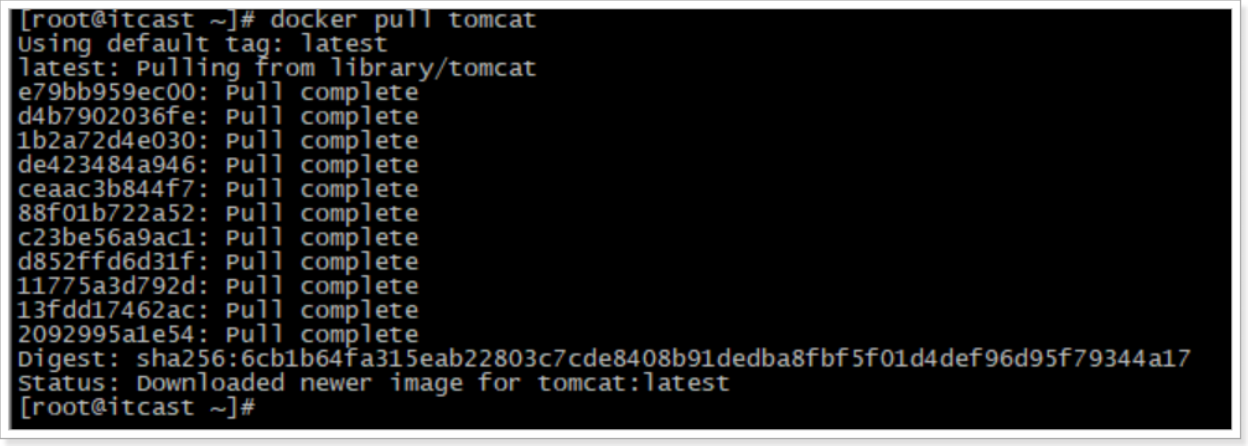 [root@itcast ~]# docker pull tomcat
Using default tag: latest
latest: Pulling from library/tomcat
e79bb959ec00: Pull complete
d4b7902036fe: Pull complete
1b2a72d4e030: Pull complete
de423484a946: Pull complete
ceaac3b844f7: Pull complete
88f01b722a52: Pull complete
c23be56a9ac1: Pull complete
d852ffd6d31f: Pull complete
11775a3d792d: Pull complete
13fdd17462ac: Pull complete
2092995a1e54: Pull complete
Digest: sha256:6cb1b64fa315eab22803c7cde8408b91dedba8fbf5f01d4def96d95f79344a17
Status: Downloaded newer image for tomcat:latest
[root@itcast ~]#